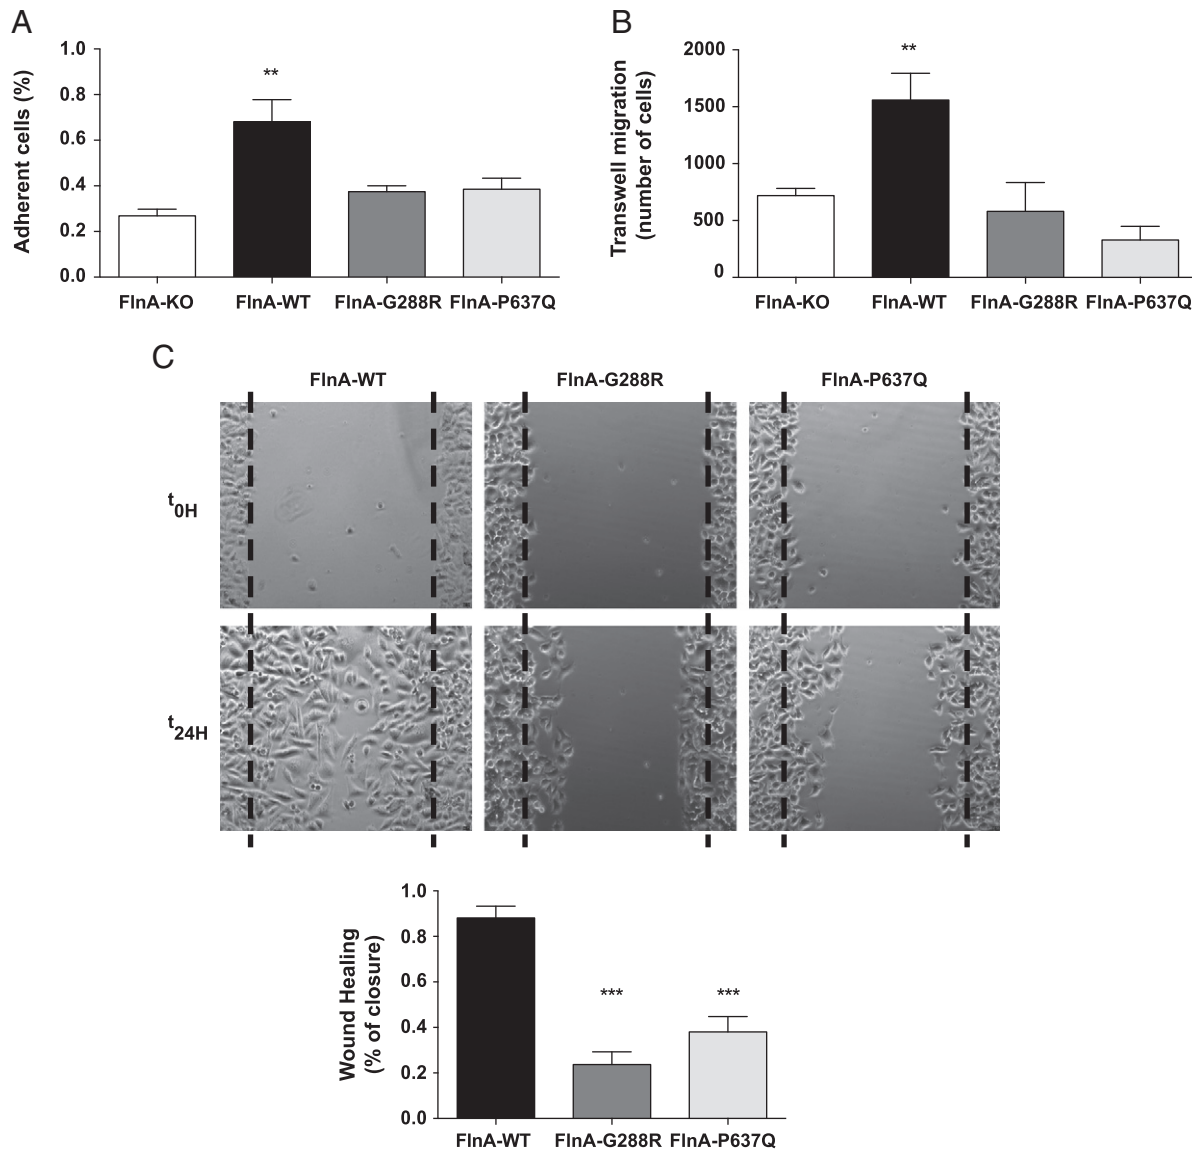 A
Adherent cells (%)
1.0
0.8
0.6
0.4
0.2
0.0
**
FlnA-KO FlnA-WT FlnA-G288R FlnA-P637Q
B
Transwell migration
(number of cells)
2000
1500
1000
500
0
**
FlnA-KO FlnA-WT FlnA-G288R FlnA-P637Q
C
FlnA-WT FlnA-G288R FlnA-P637Q
t0H
t24H
Wound Healing
(% of closure)
1.0
0.8
0.6
0.4
0.2
0.0
*** ***
FlnA-WT FlnA-G288R FlnA-P637Q